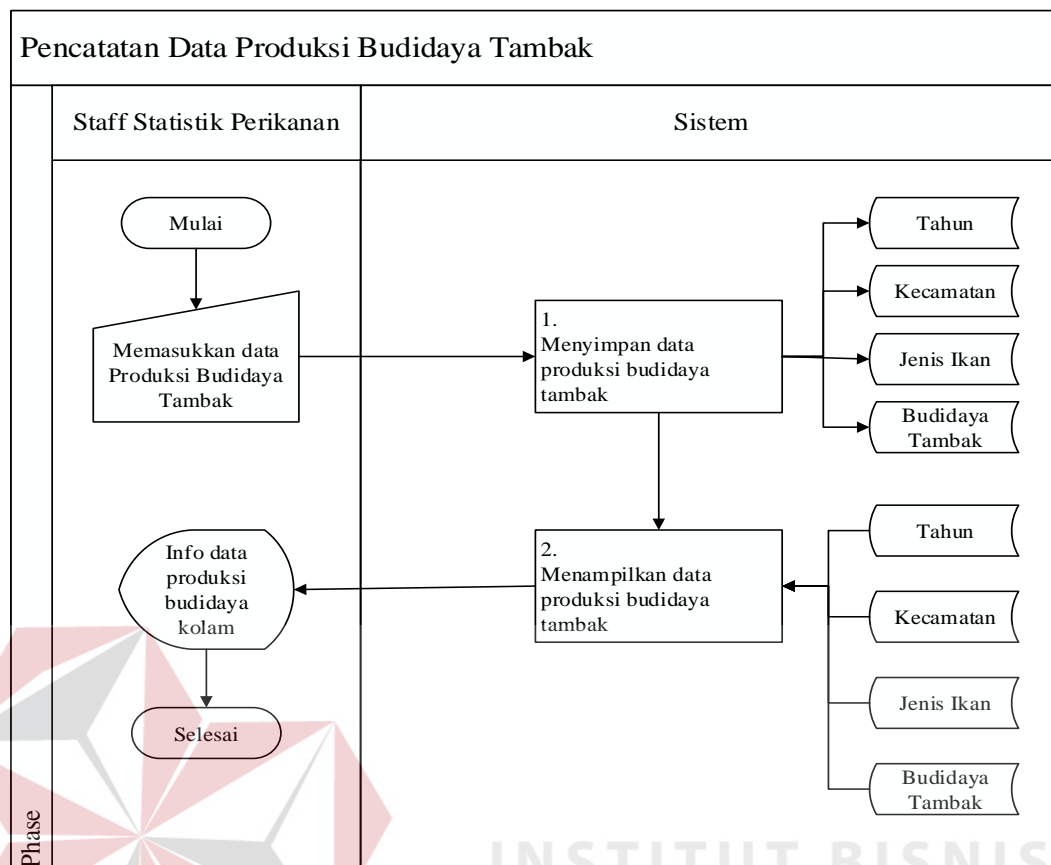 Pencatatan Data Produksi Budidaya Tambak
Staff Statistik Perikanan
Sistem
Mulai
Memasukkan data
Produksi Budidaya
Tambak
1.
Menyimpan data
produksi budidaya
tambak
Tahun
Kecamatan
Jenis Ikan
Budidaya
Tambak
Info data
produksi
budidaya
kolam
2.
Menampilkan data
produksi budidaya
tambak
Tahun
Kecamatan
Jenis Ikan
Budidaya
Tambak
Selesai
Phase
INSTITUT BISNIS